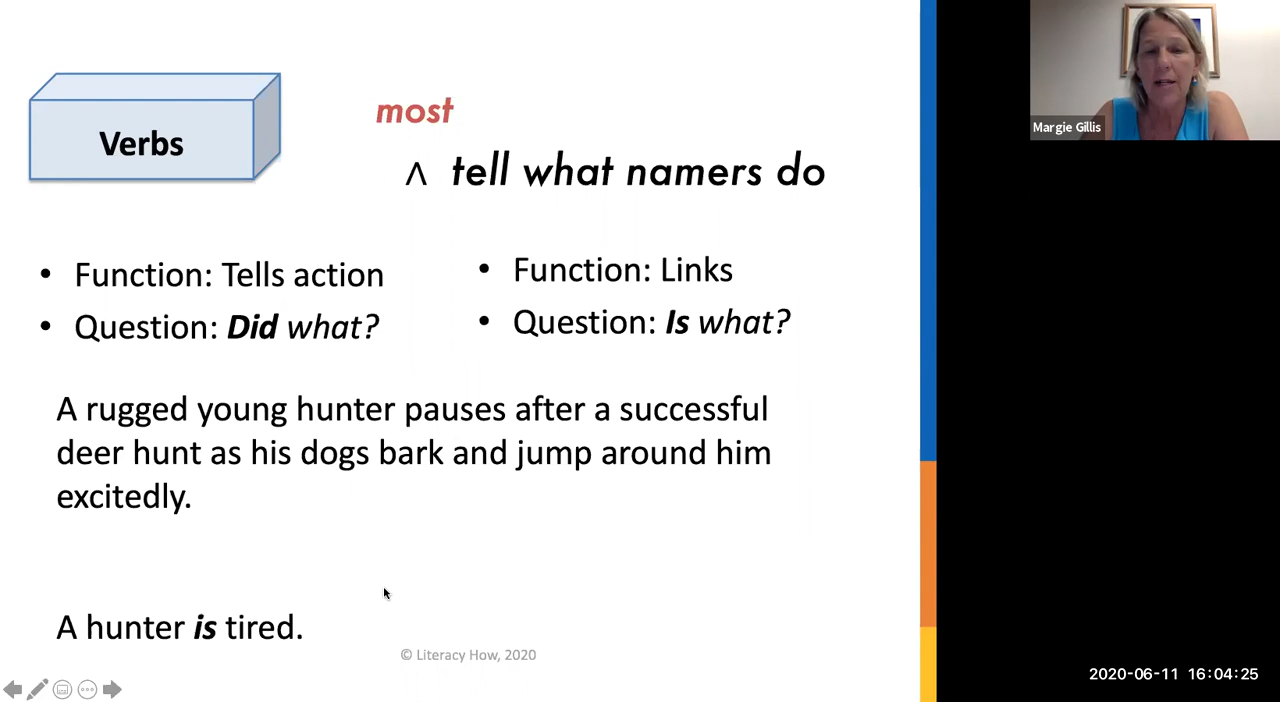 most
Verbs
^ tell what namers do
• Function: Tells action
• Question: Did what?
• Function: Links
• Question: Is what?
A rugged young hunter pauses after a successful
deer hunt as his dogs bark and jump around him
excitedly.
A hunter is tired.
© Literacy How, 2020
Margie Gillis
2020-06-11 16:04:25